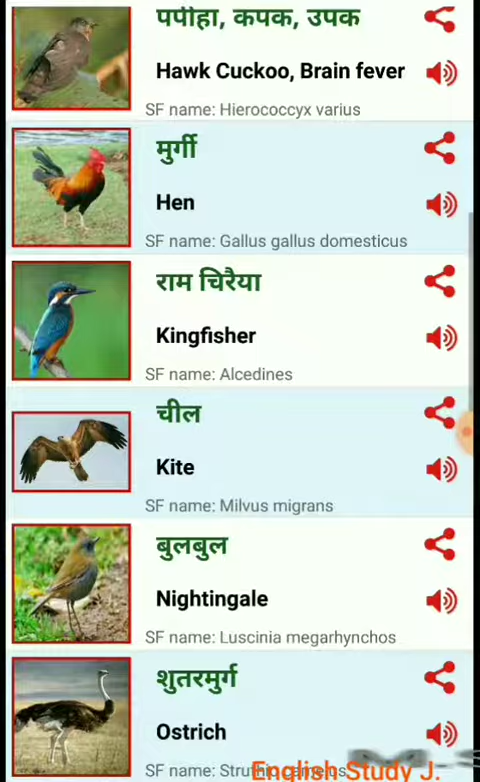 पपीहा, कपक, उपक
Hawk Cuckoo, Brain fever
SF name: Hierococcyx varius
मुर्गी
Hen
SF name: Gallus gallus domesticus
राम चिरैया
Kingfisher
SF name: Alcedines
चील
Kite
SF name: Milvus migrans
बुलबुल
Nightingale
SF name: Luscinia megarhynchos
शुतरमुर्ग
Ostrich
SF name: Struthio camelus
English Study J.